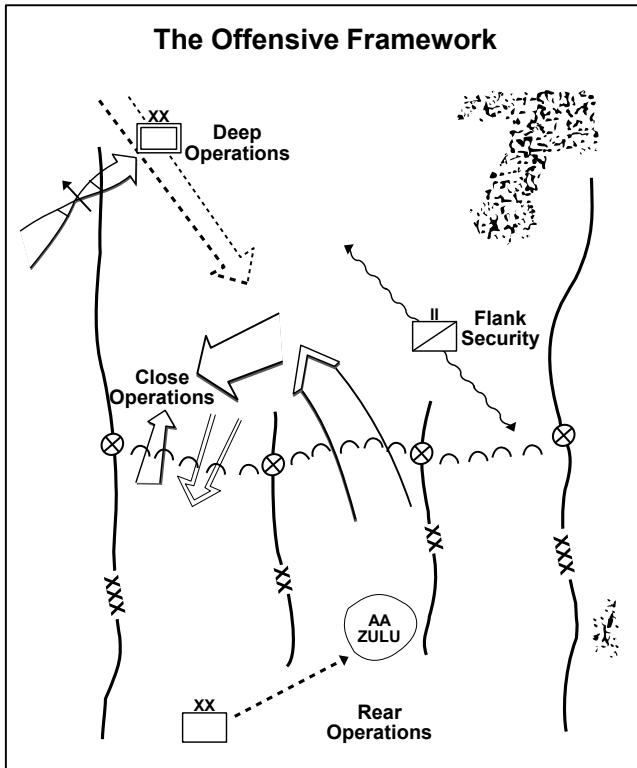 The Offensive Framework
XX
Deep
Operations
II
Flank
Security
Close
Operations
XX
XX
XXX
XXX
AA
ZULU
XX
Rear
Operations